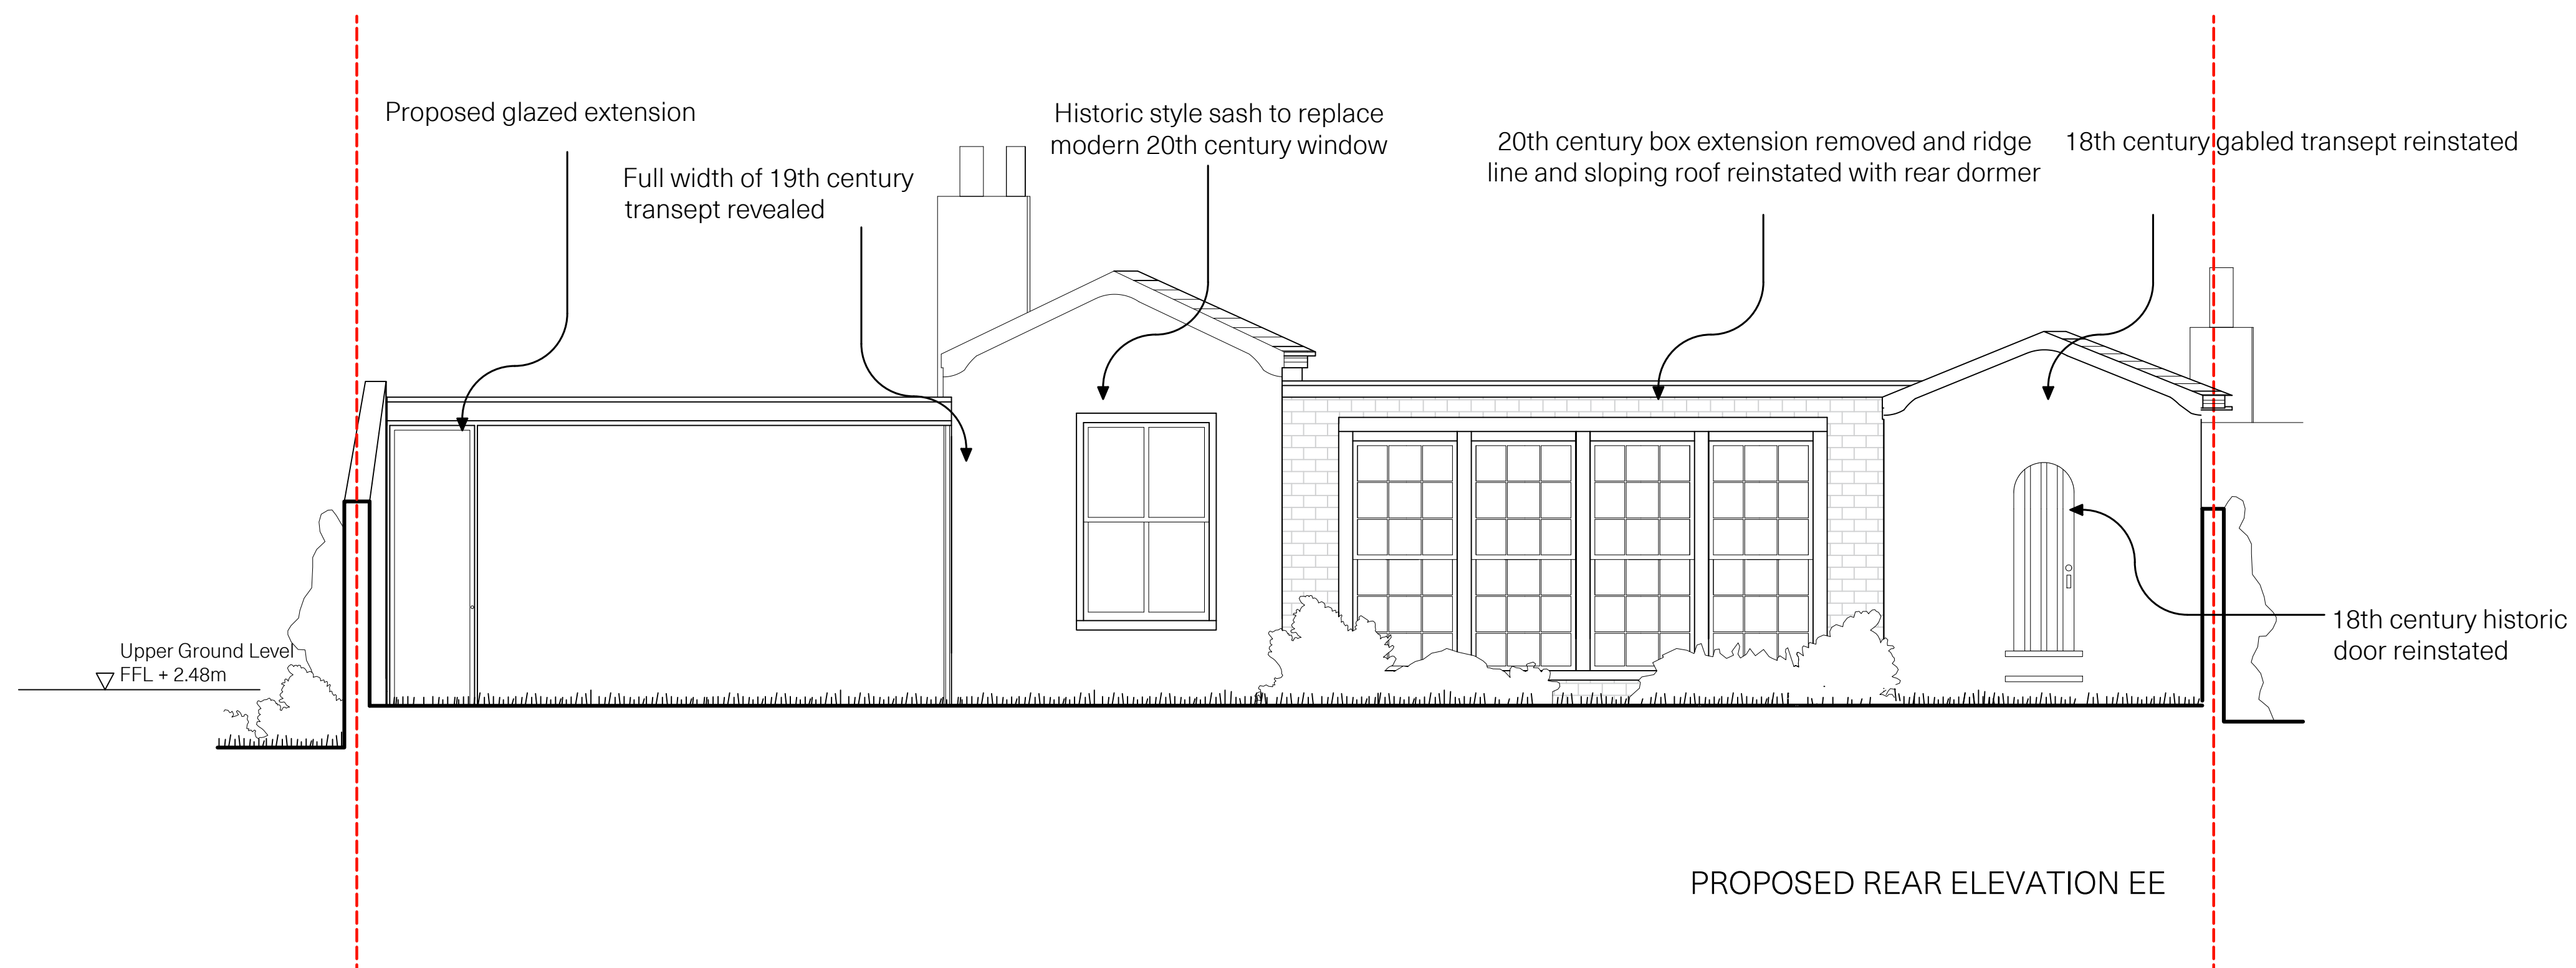 Proposed glazed extension
Full width of 19th century
transept revealed
Historic style sash to replace
modern 20th century window
20th century box extension removed and ridge
line and sloping roof reinstated with rear dormer
18th century gabled transept reinstated
18th century historic
door reinstated
Upper Ground Level
FFL + 2.48m
PROPOSED REAR ELEVATION EE